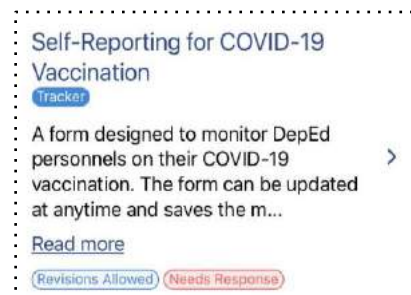 Self-Reporting for COVID-19
Vaccination
Tracker
A form designed to monitor DepEd
personnels on their COVID-19
vaccination. The form can be updated
at anytime and saves the m...
Read more
Revisions Allowed Needs Response